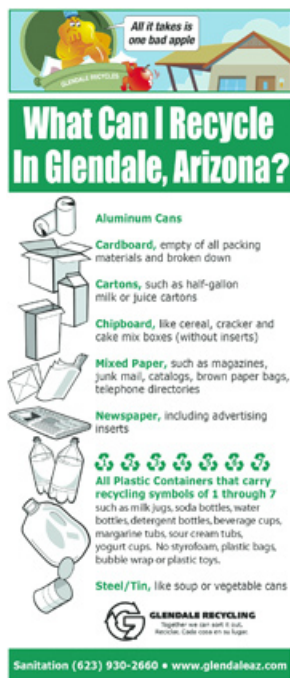 All it takes is
one bad apple
GLENDALE RECYCLES
What Can I Recycle
In Glendale, Arizona?
Aluminum Cans
Cardboard, empty of all packing
materials and broken down
Cartons, such as half-gallon
milk or juice cartons
Chipboard, like cereal, cracker and
cake mix boxes (without inserts)
Mixed Paper, such as magazines,
junk mail, catalogs, brown paper bags,
telephone directories
Newspaper, including advertising
inserts
All Plastic Containers that carry
recycling symbols of 1 through 7
such as milk jugs, soda bottles, water
bottles, detergent bottles, beverage cups,
margarine tubs, sour cream tubs,
yogurt cups. No styrofoam, plastic bags,
bubble wrap or plastic toys.
Steel/Tin, like soup or vegetable cans
GLENDALE RECYCLING
Together we can sort it out.
Reciclar. Cada cosa en su lugar.
Sanitation (623) 930-2660 • www.glendaleaz.com